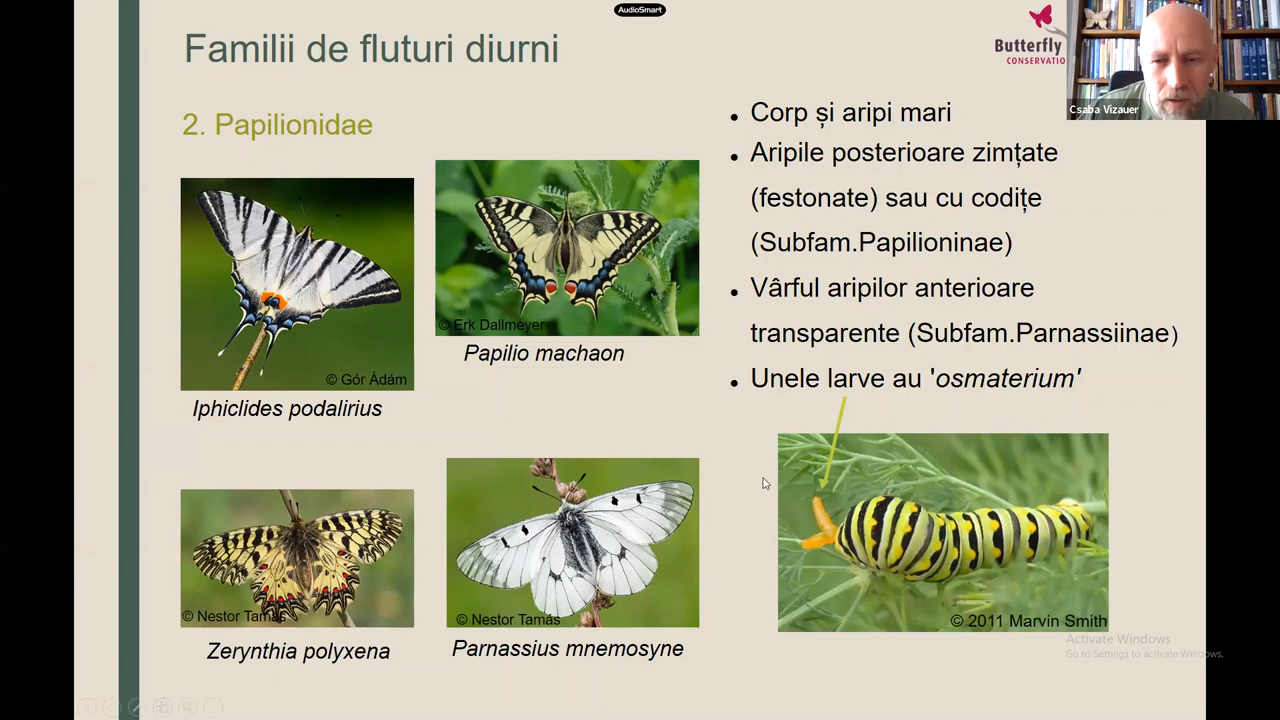 AudioSmart
Familii de fluturi diurni
Butterfly
CONSERVATIO
Csaba Vizauer
2. Papilionidae
© Gór Ádám
Iphiclides podalirius
© Erk Dallmeyer
Papilio machaon
© Nestor Tamás
Zerynthia polyxena
© Nestor Tamás
Parnassius mnemosyne
• Corp și aripi mari
• Aripile posterioare zimțate
(festonate) sau cu codițe
(Subfam.Papilioninae)
• Vârful aripilor anterioare
transparente (Subfam.Parnassiinae)
• Unele larve au 'osmaterium'
© 2011 Marvin Smith
Activate Windows
Go to Settings to activate Windows.